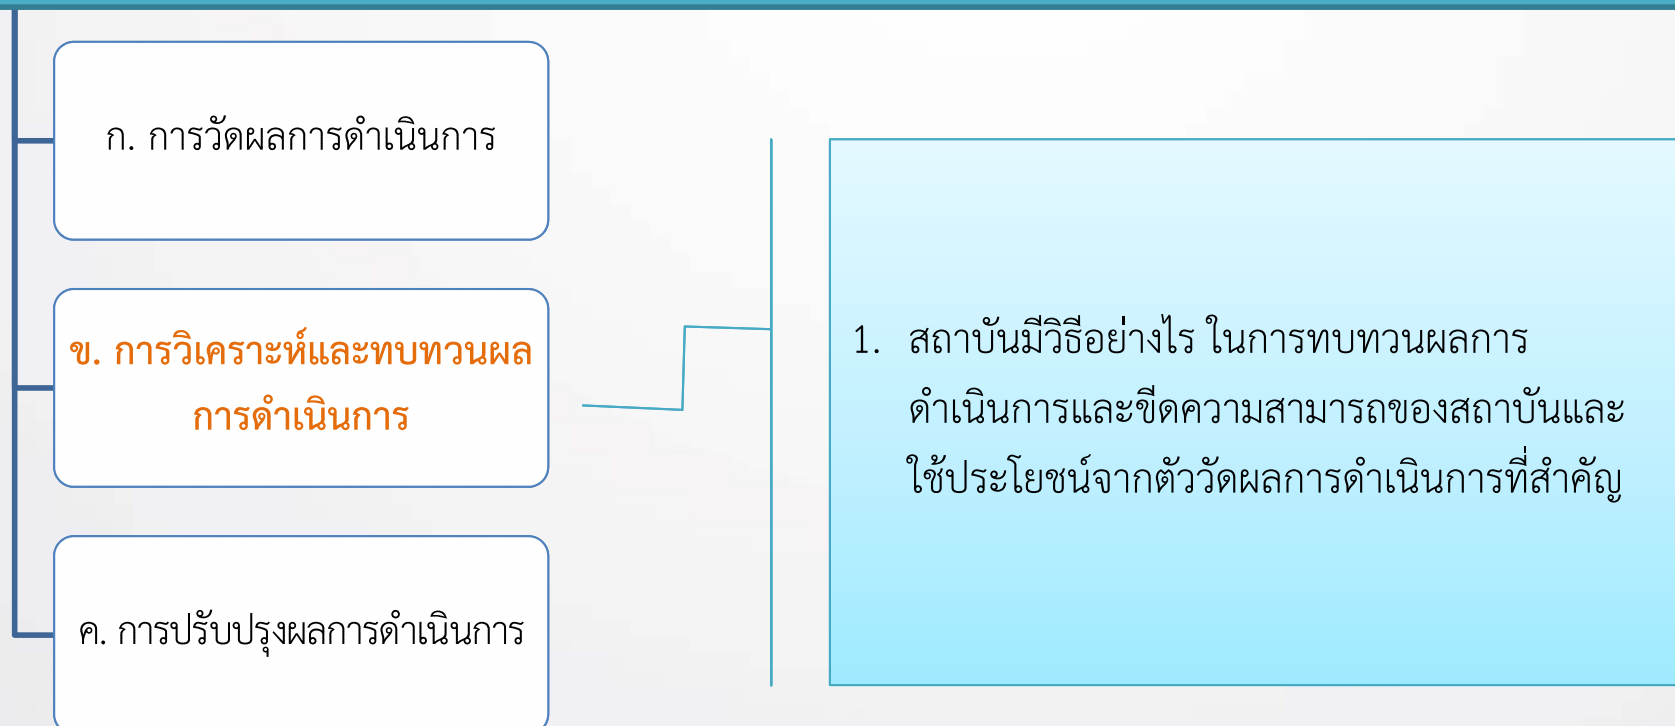 ก. การวัดผลการดำเนินการ
ข. การวิเคราะห์และทบทวนผล
การดำเนินการ
ค. การปรับปรุงผลการดำเนินการ
1. สถาบันมีวิธีอย่างไร ในการทบทวนผลการ
ดำเนินการและขีดความสามารถของสถาบันและ
ใช้ประโยชน์จากตัววัดผลการดำเนินการที่สำคัญ